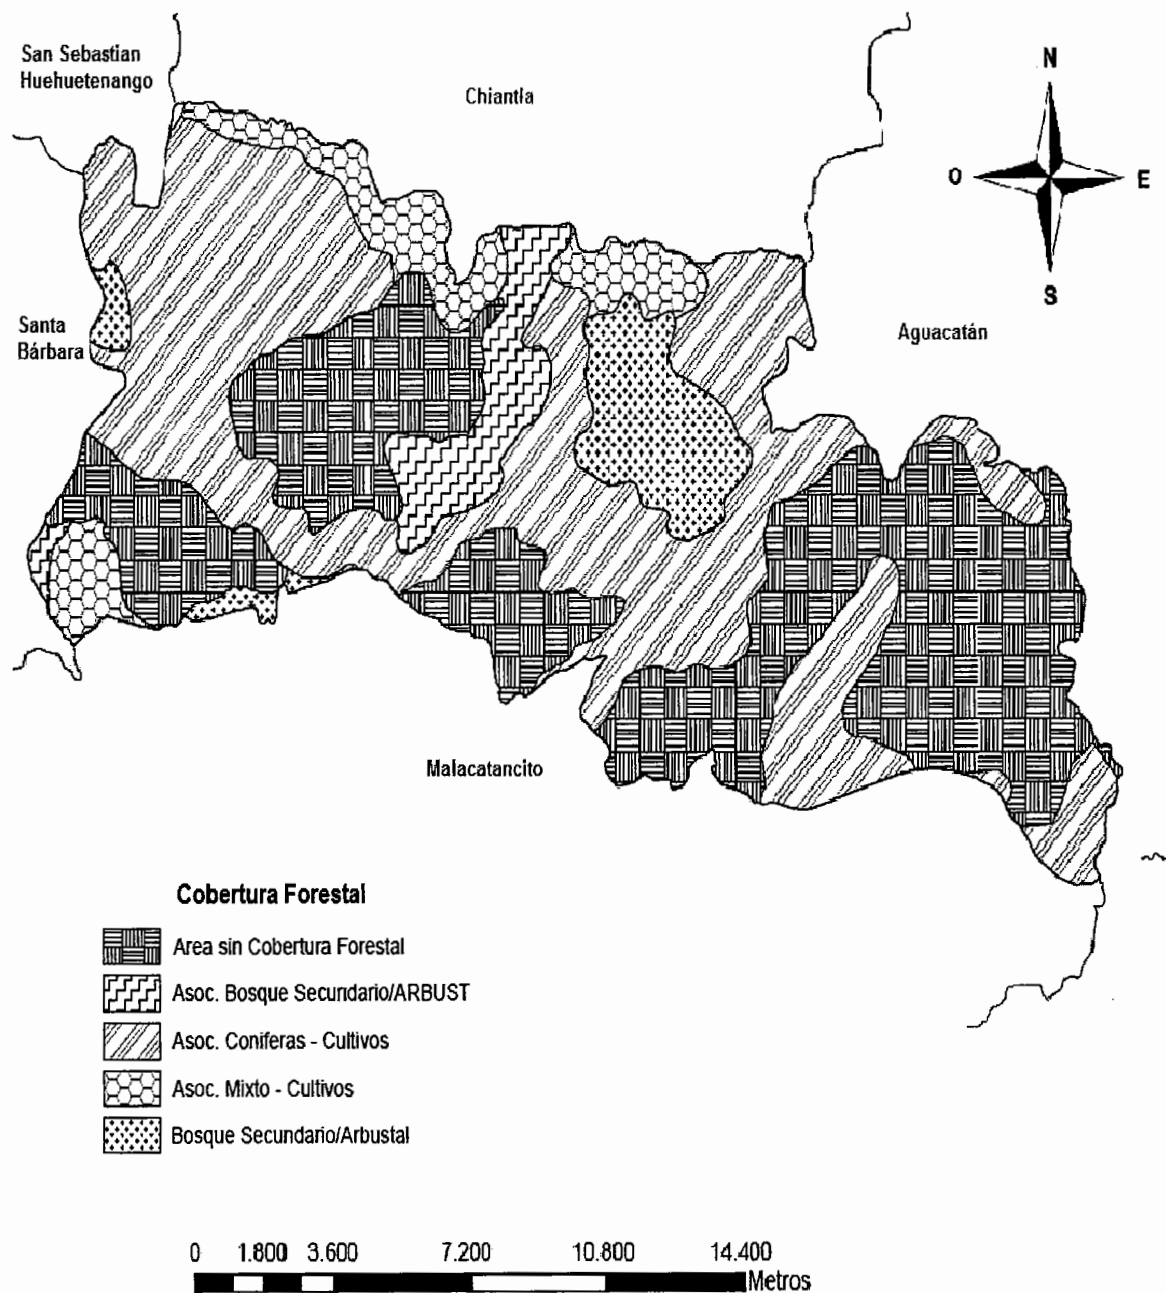 San Sebastian
Huehuetenango
Chiantla
N
O
E
S
Santa
Bárbara
Aguacatán
Malacatancito
Cobertura Forestal
Area sin Cobertura Forestal
Asoc. Bosque Secundario/ARBUST
Asoc. Coniferas - Cultivos
Asoc. Mixto - Cultivos
Bosque Secundario/Arbustal
0 1.800 3.600 7.200 10.800 14.400
Metros